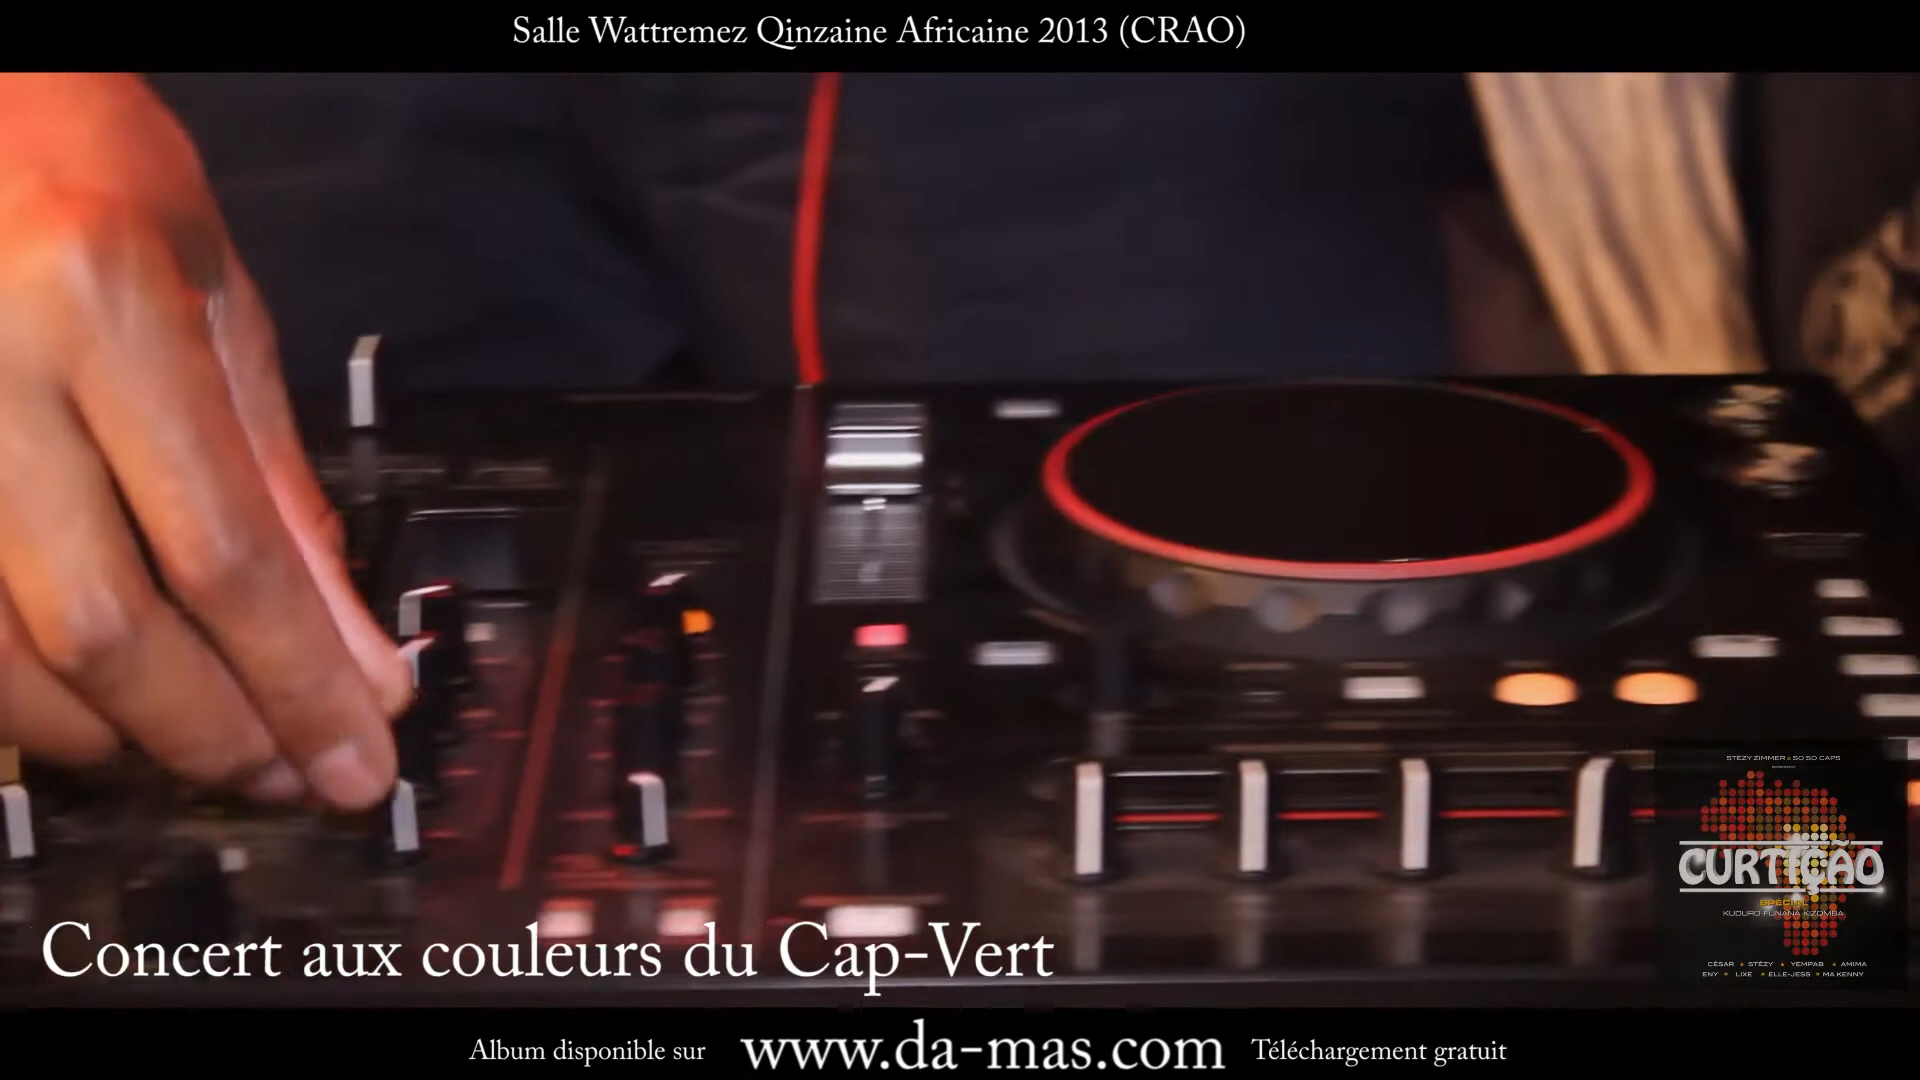 Salle Wattremez Qinzaine Africaine 2013 (CRAO)
STÉZY ZIMMER & SO SO CAPS
CURTIÇÃO
SPÉCIAL
KUDURO FUNANA KIZOMBA
CÉSAR ★ STÉZY ★ YEMPAB ★ AMIMA
ENY ★ LIXE ★ ELLE-JESS ★ MA KENNY
Concert aux couleurs du Cap-Vert
Album disponible sur www.da-mas.com Téléchargement gratuit